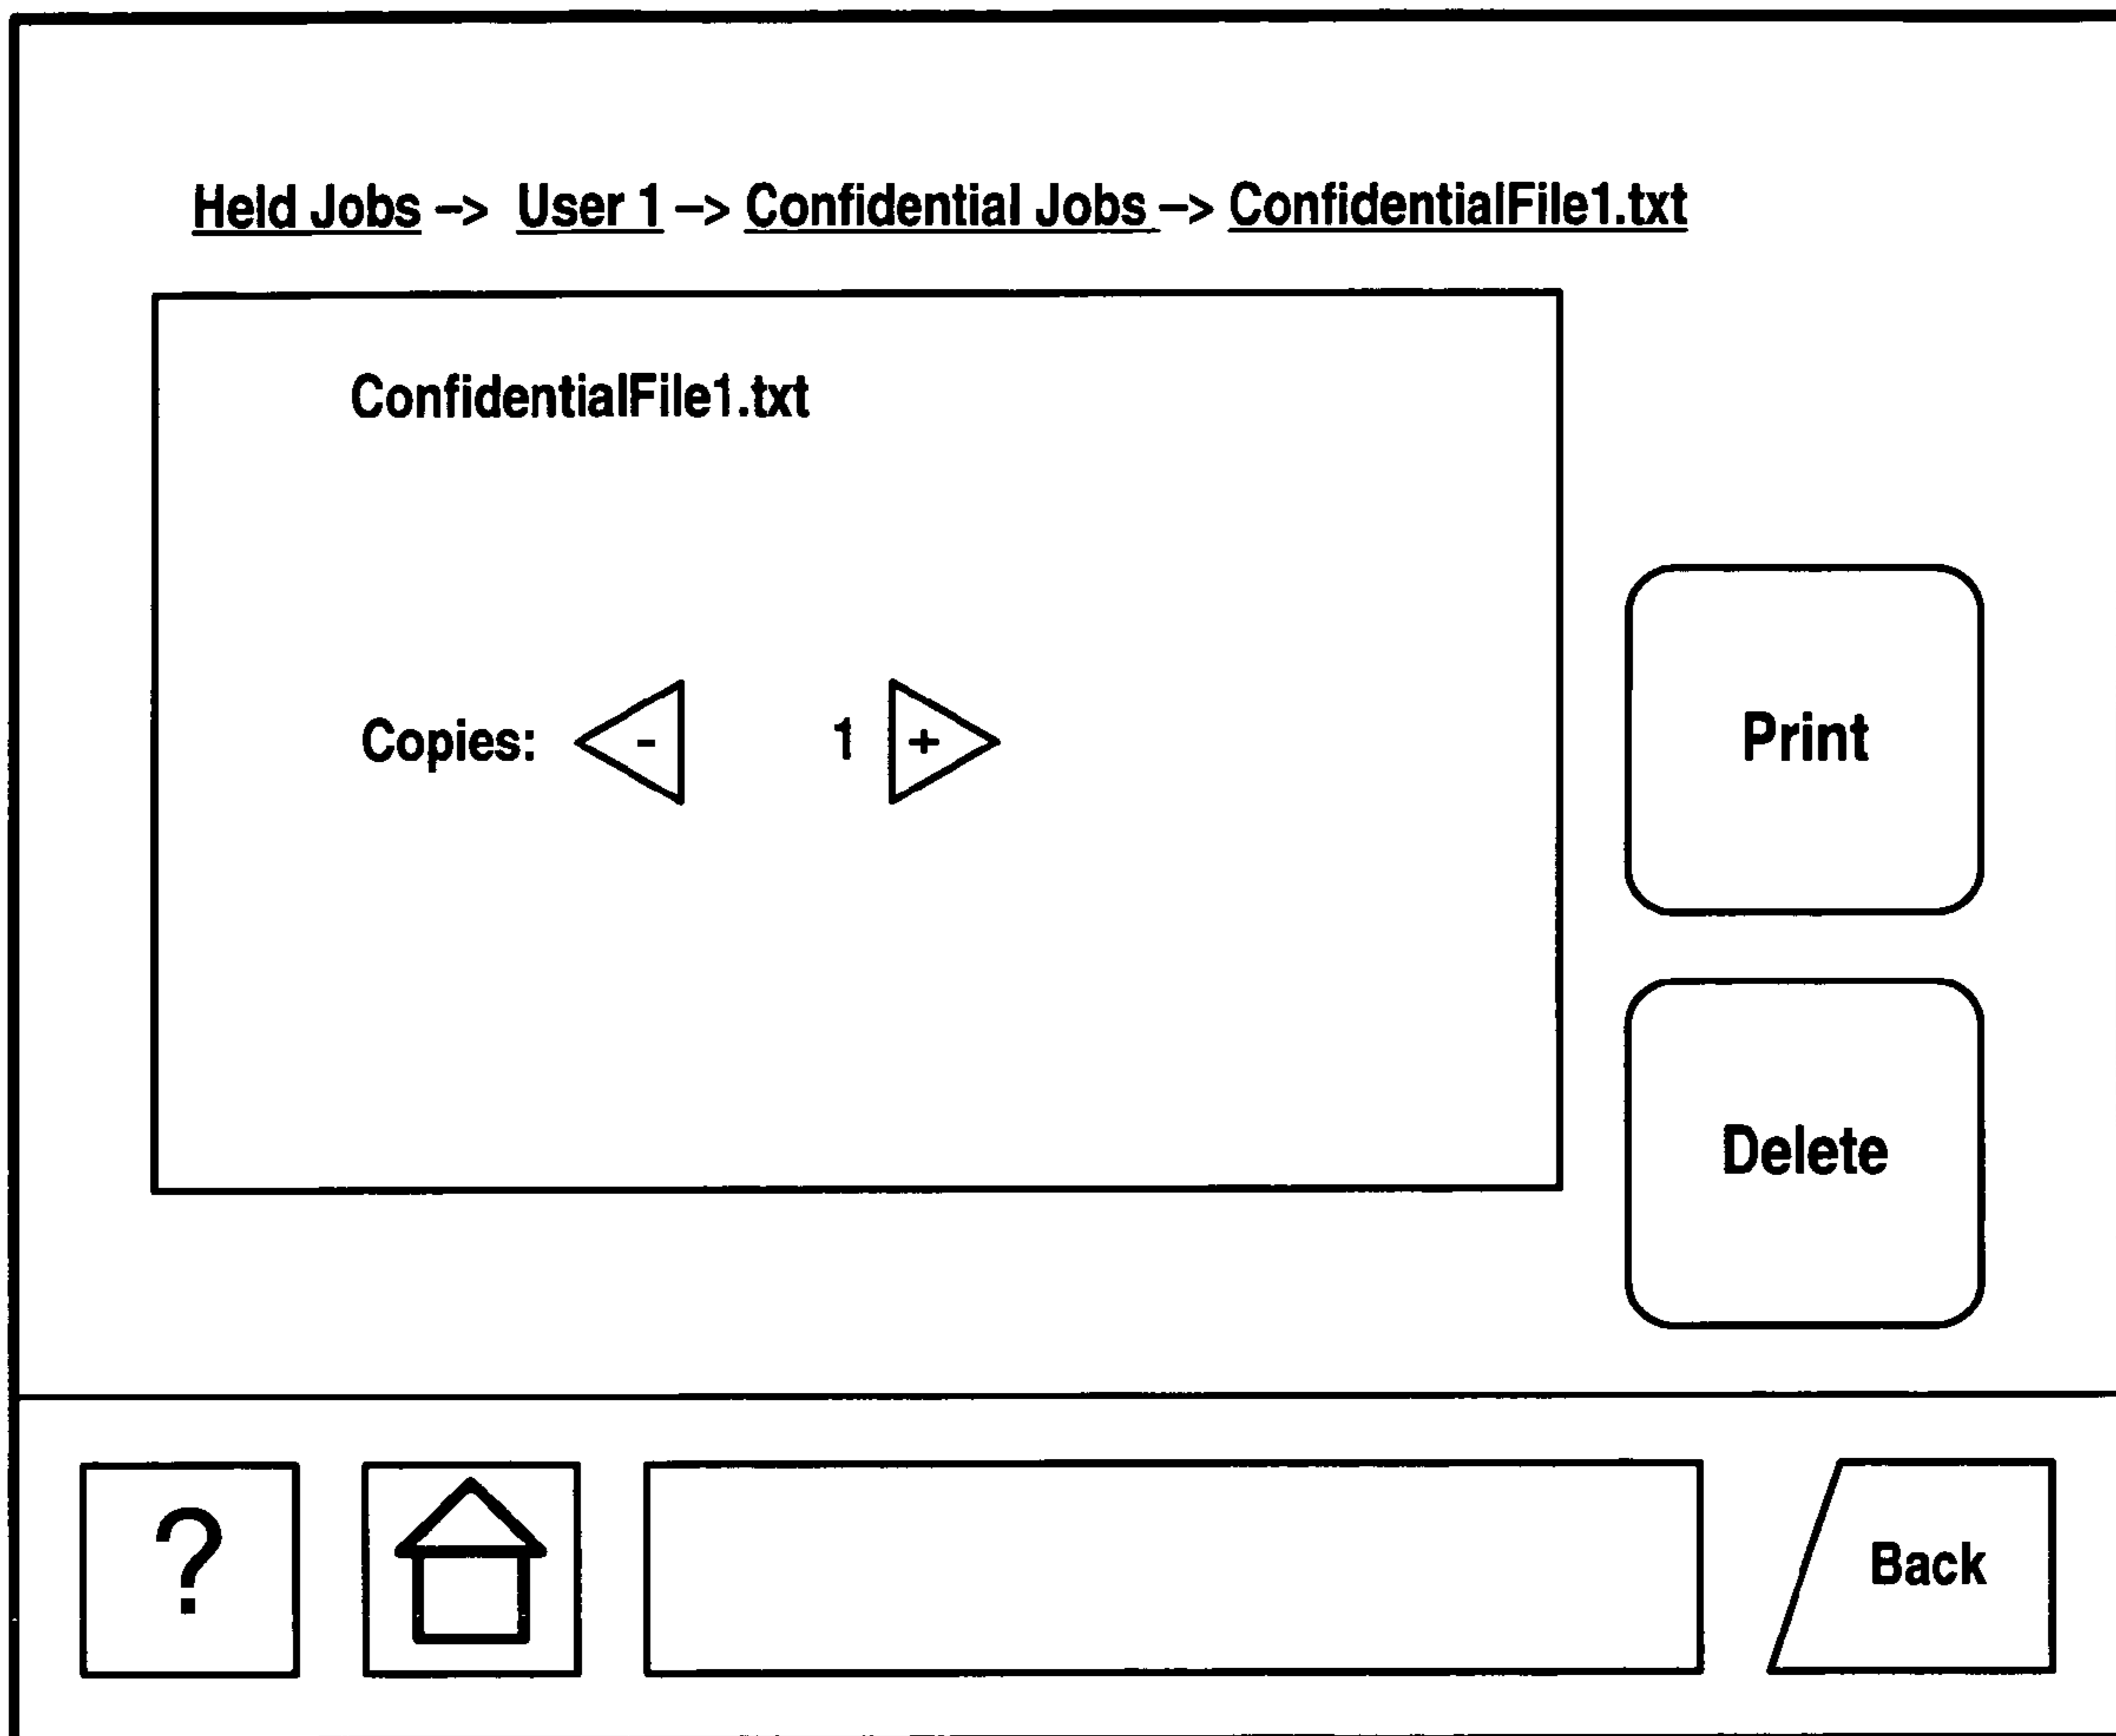 Held Jobs –> User 1 –> Confidential Jobs –> ConfidentialFile1.txt
ConfidentialFile1.txt
Copies: - 1 +
Print
Delete
?
Back